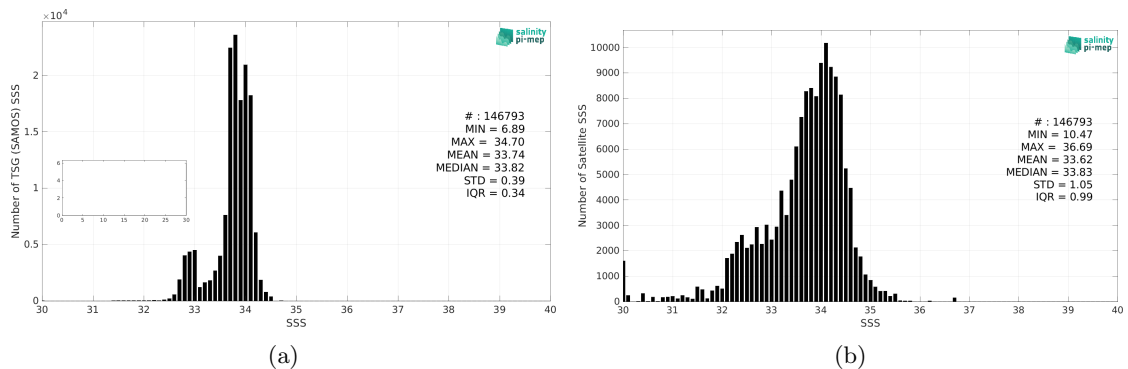 ×10⁴
Number of TSG (SAMOS) SSS
2
1.5
1
0.5
0
salinity
pi-mep
# : 146793
MIN = 6.89
MAX = 34.70
MEAN = 33.74
MEDIAN = 33.82
STD = 0.39
IQR = 0.34
6
4
2
0
0 5 10 15 20 25 30
30 31 32 33 34 35 36 37 38 39 40
SSS
(a)
Number of Satellite SSS
10000
9000
8000
7000
6000
5000
4000
3000
2000
1000
0
salinity
pi-mep
# : 146793
MIN = 10.47
MAX = 36.69
MEAN = 33.62
MEDIAN = 33.83
STD = 1.05
IQR = 0.99
30 31 32 33 34 35 36 37 38 39 40
SSS
(b)